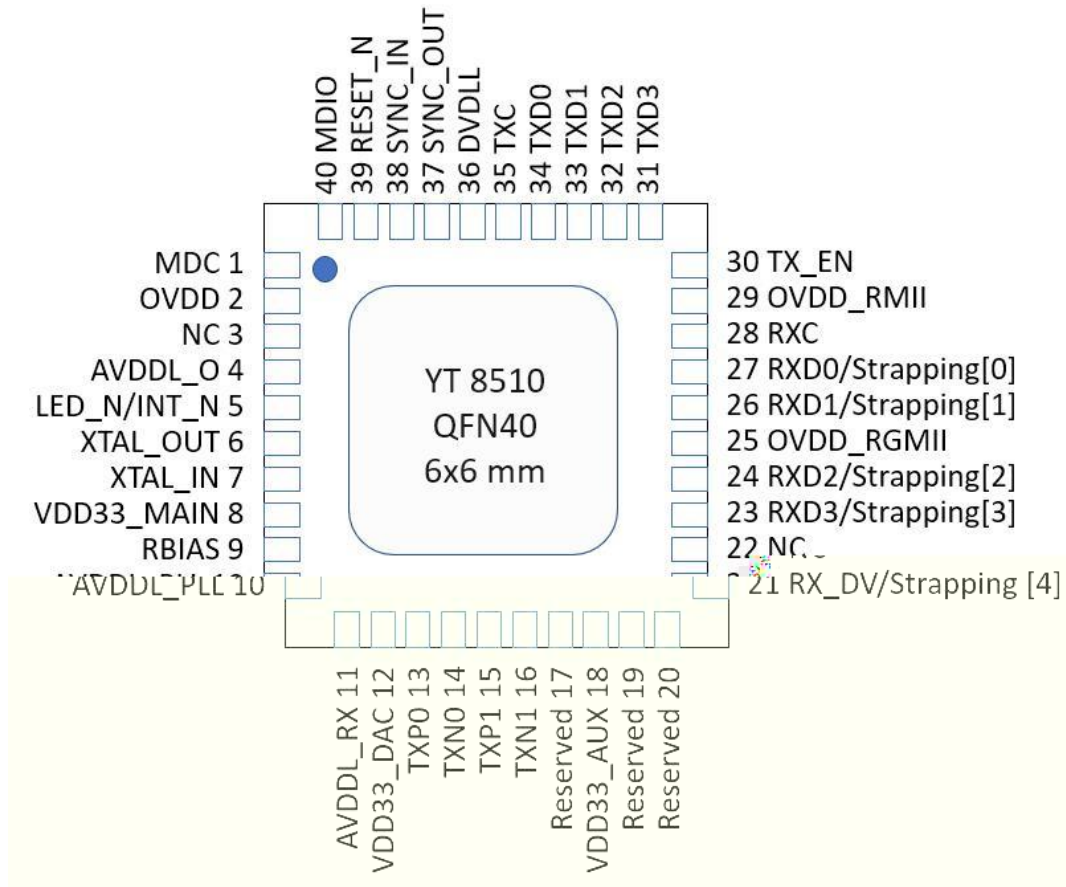 40 MDIO
39 RESET_N
38 SYNC_IN
37 SYNC_OUT
36 DVDLL
35 TXC
34 TXD0
33 TXD1
32 TXD2
31 TXD3
MDC 1
OVDD 2
NC 3
AVDDL_O 4
LED_N/INT_N 5
XTAL_OUT 6
XTAL_IN 7
VDD33_MAIN 8
RBIAS 9
AVDDL_PLL 10
YT 8510
QFN40
6x6 mm
30 TX_EN
29 OVDD_RMII
28 RXC
27 RXD0/Strapping[0]
26 RXD1/Strapping[1]
25 OVDD_RGMII
24 RXD2/Strapping[2]
23 RXD3/Strapping[3]
22 NC
21 RX_DV/Strapping [4]
AVDDL_RX 11
VDD33_DAC 12
TXP0 13
TXN0 14
TXP1 15
TXN1 16
Reserved 17
VDD33_AUX 18
Reserved 19
Reserved 20